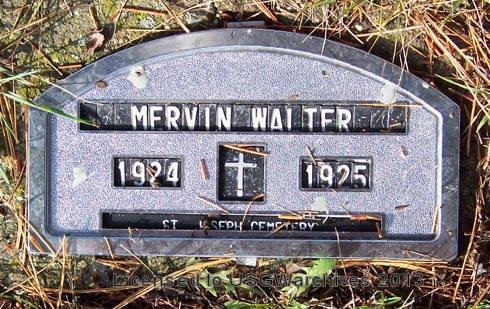 MERVIN WALTER
1924 1925
ST. JOSEPH CEMETERY
Licensed to USGWarchives 2013